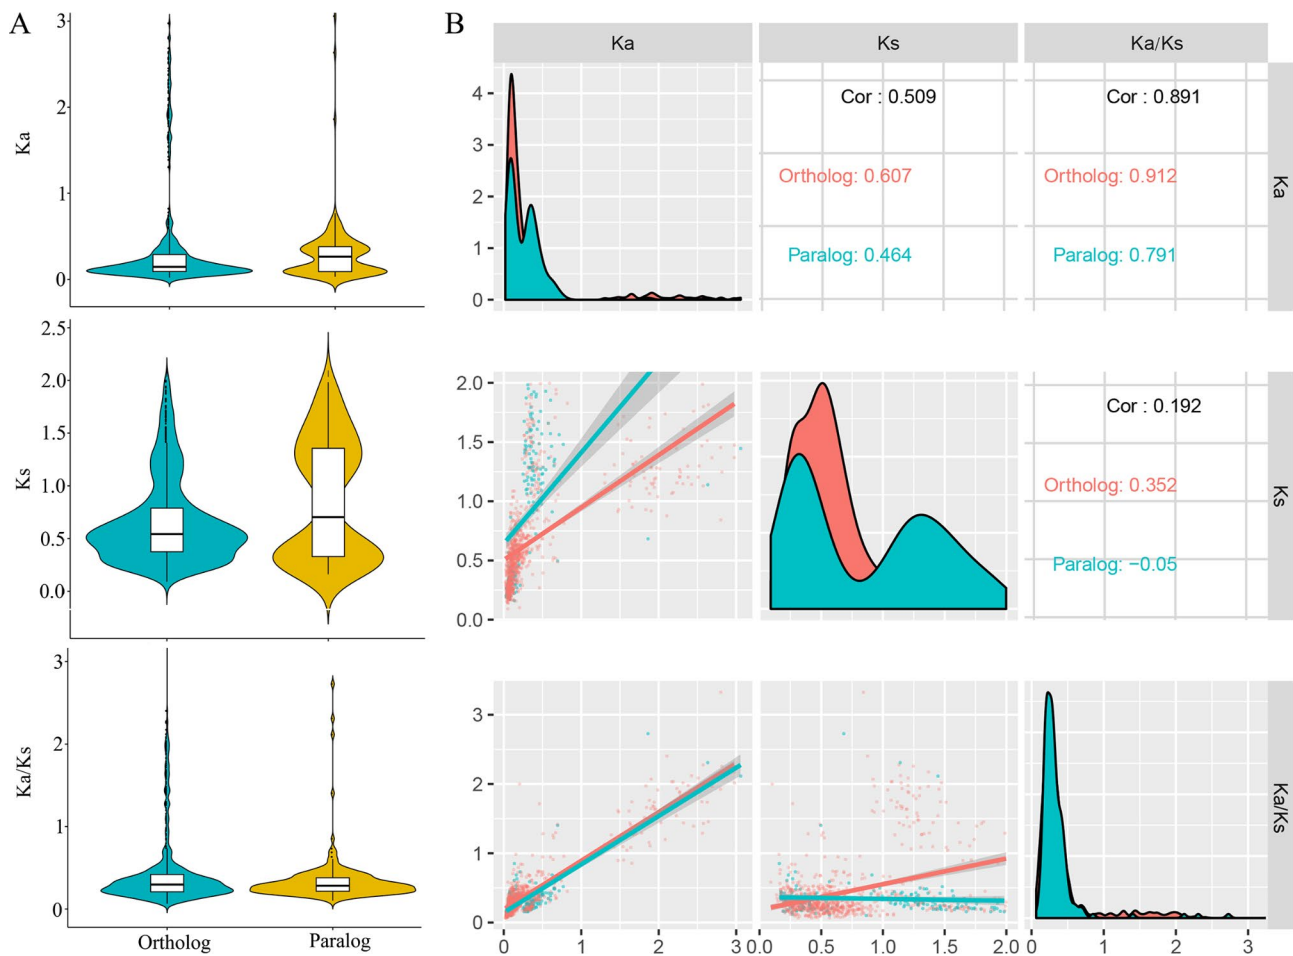 A
B
3
2
1
0
Ka
2.5
2.0
1.5
1.0
0.5
0.0
Ks
3
2
1
0
Ka/Ks
Ortholog
Paralog
Ka
Ks
Ka/Ks
4
3
2
1
0
Cor : 0.509
Ortholog: 0.607
Paralog: 0.464
Cor : 0.891
Ortholog: 0.912
Paralog: 0.791
Ka
2.0
1.5
1.0
0.5
0.0
Cor : 0.192
Ortholog: 0.352
Paralog: −0.05
Ks
3
2
1
0
Ka/Ks
0 1 2 3
0.0 0.5 1.0 1.5 2.0
0 1 2 3